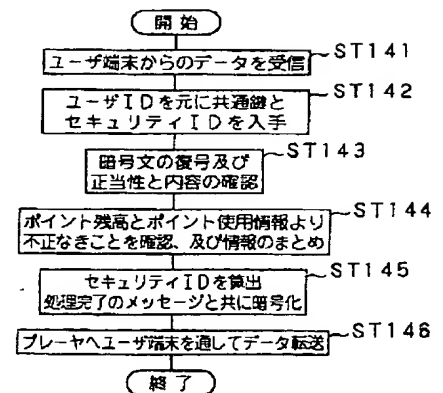 開 始
ユーザ端末からのデータを受信
ST141
ユーザIDを元に共通鍵と
セキュリティIDを入手
ST142
暗号文の復号及び
正当性と内容の確認
ST143
ポイント残高とポイント使用情報より
不正なきことを確認、及び情報のまとめ
ST144
セキュリティIDを算出
処理完了のメッセージと共に暗号化
ST145
プレーヤへユーザ端末を通してデータ転送
ST146
終 了